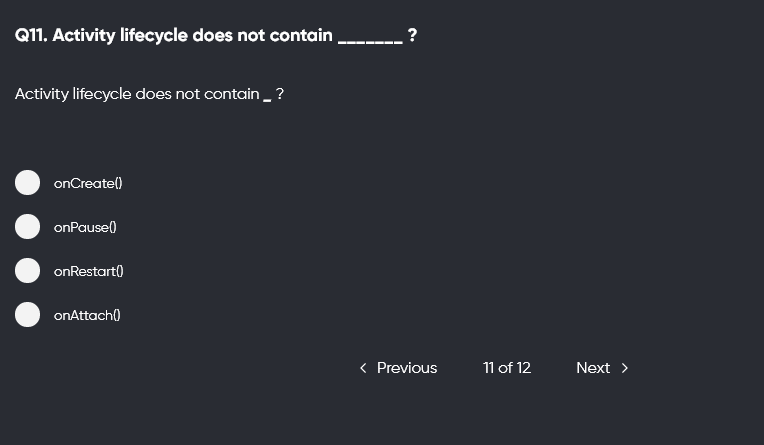 Q11. Activity lifecycle does not contain _______ ?
Activity lifecycle does not contain _ ?
onCreate()
onPause()
onRestart()
onAttach()
< Previous 11 of 12 Next >